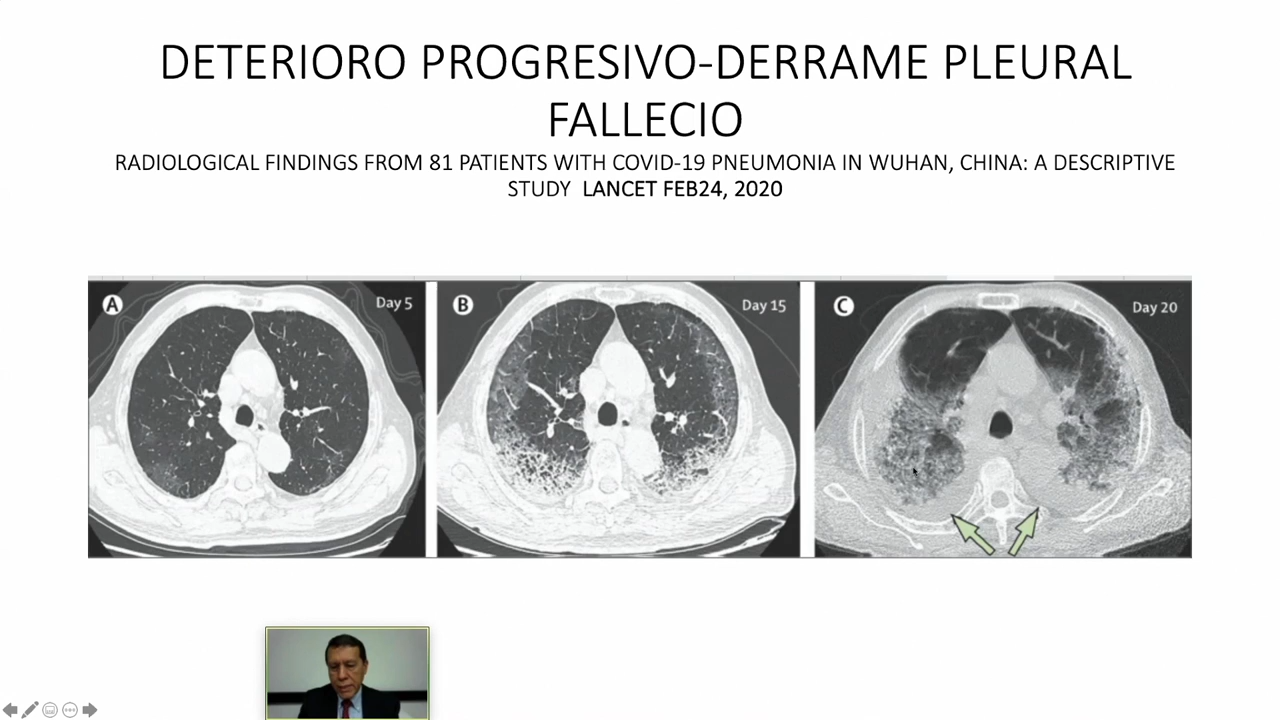 DETERIORO PROGRESIVO-DERRAME PLEURAL
FALLECIO
RADIOLOGICAL FINDINGS FROM 81 PATIENTS WITH COVID-19 PNEUMONIA IN WUHAN, CHINA: A DESCRIPTIVE
STUDY LANCET FEB24, 2020
A
Day 5
B
Day 15
C
Day 20